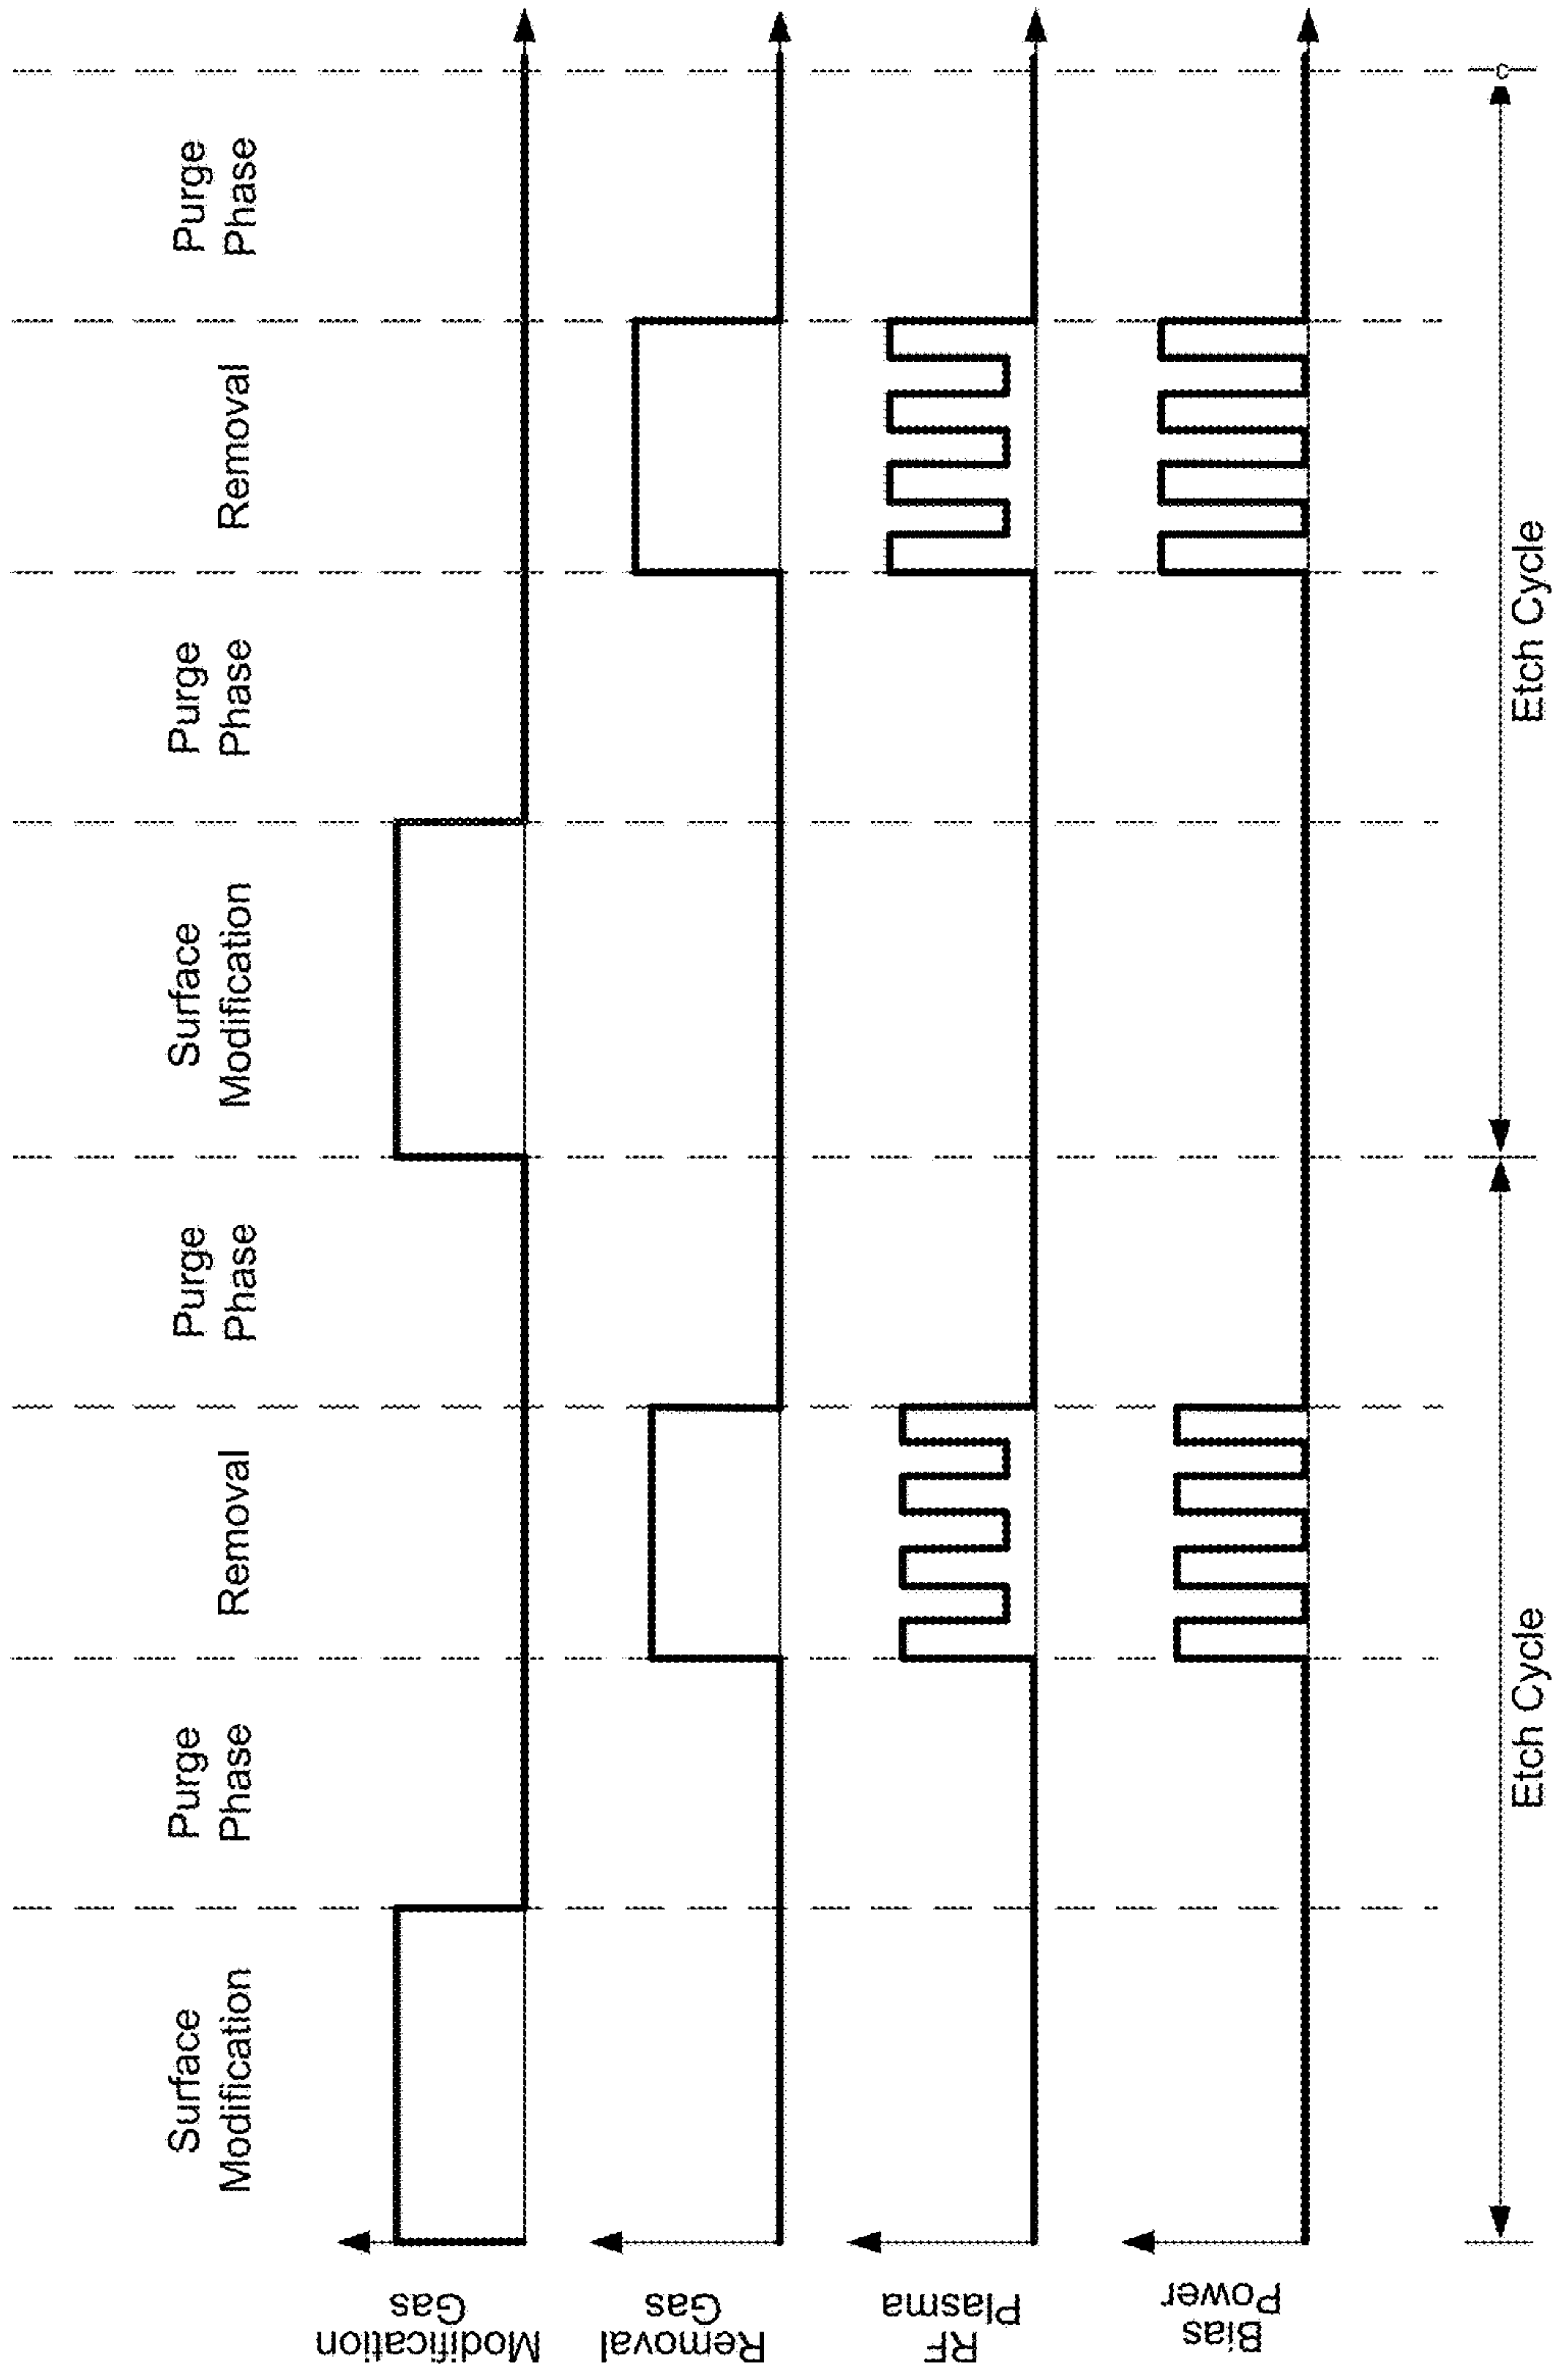 Surface
Modification
Purge
Phase
Removal
Purge
Phase
Surface
Modification
Purge
Phase
Removal
Purge
Phase
Modification
Gas
Removal
Gas
RF
Plasma
Bias
Power
Etch Cycle
Etch Cycle